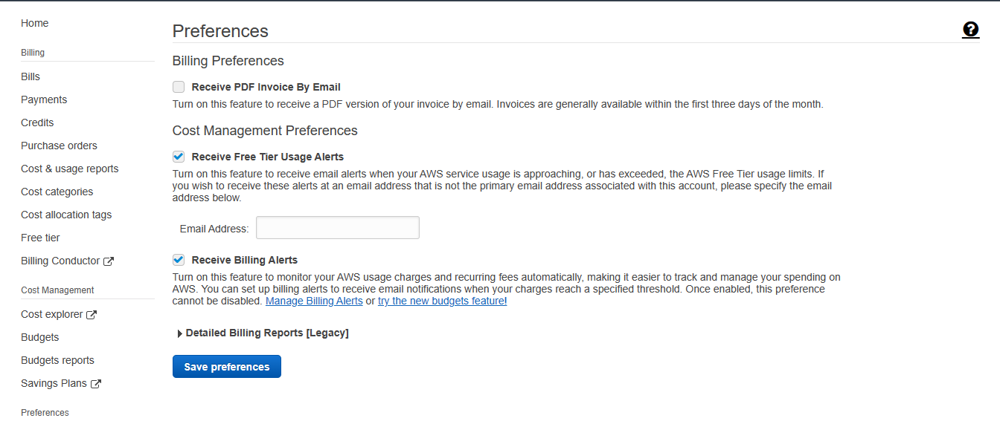 Home
Billing
Bills
Payments
Credits
Purchase orders
Cost & usage reports
Cost categories
Cost allocation tags
Free tier
Billing Conductor
Cost Management
Cost explorer
Budgets
Budgets reports
Savings Plans
Preferences
Preferences
?
Billing Preferences
Receive PDF Invoice By Email
Turn on this feature to receive a PDF version of your invoice by email. Invoices are generally available within the first three days of the month.
Cost Management Preferences
Receive Free Tier Usage Alerts
Turn on this feature to receive email alerts when your AWS service usage is approaching, or has exceeded, the AWS Free Tier usage limits. If
you wish to receive these alerts at an email address that is not the primary email address associated with this account, please specify the email
address below.
Email Address:
Receive Billing Alerts
Turn on this feature to monitor your AWS usage charges and recurring fees automatically, making it easier to track and manage your spending on
AWS. You can set up billing alerts to receive email notifications when your charges reach a specified threshold. Once enabled, this preference
cannot be disabled. Manage Billing Alerts or try the new budgets feature!
Detailed Billing Reports [Legacy]
Save preferences